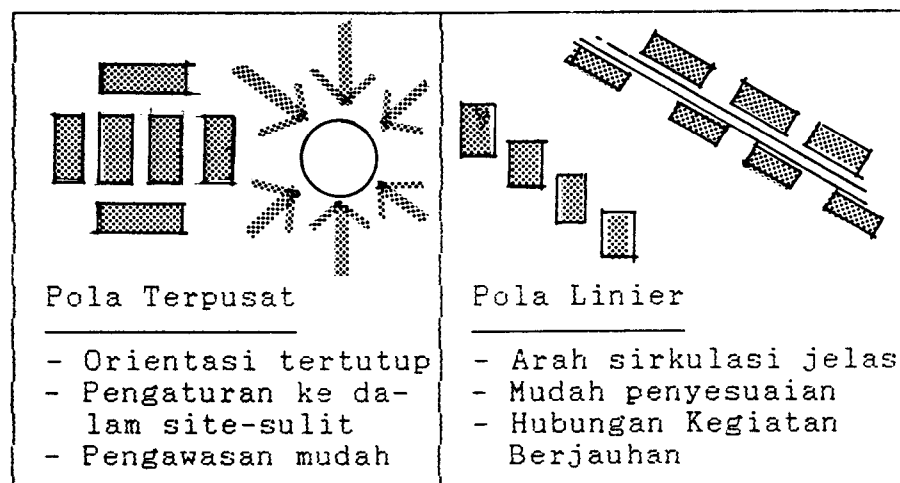 Pola Terpusat
- Orientasi tertutup
- Pengaturan ke da-
lam site-sulit
- Pengawasan mudah
Pola Linier
- Arah sirkulasi jelas
- Mudah penyesuaian
- Hubungan Kegiatan
Berjauhan